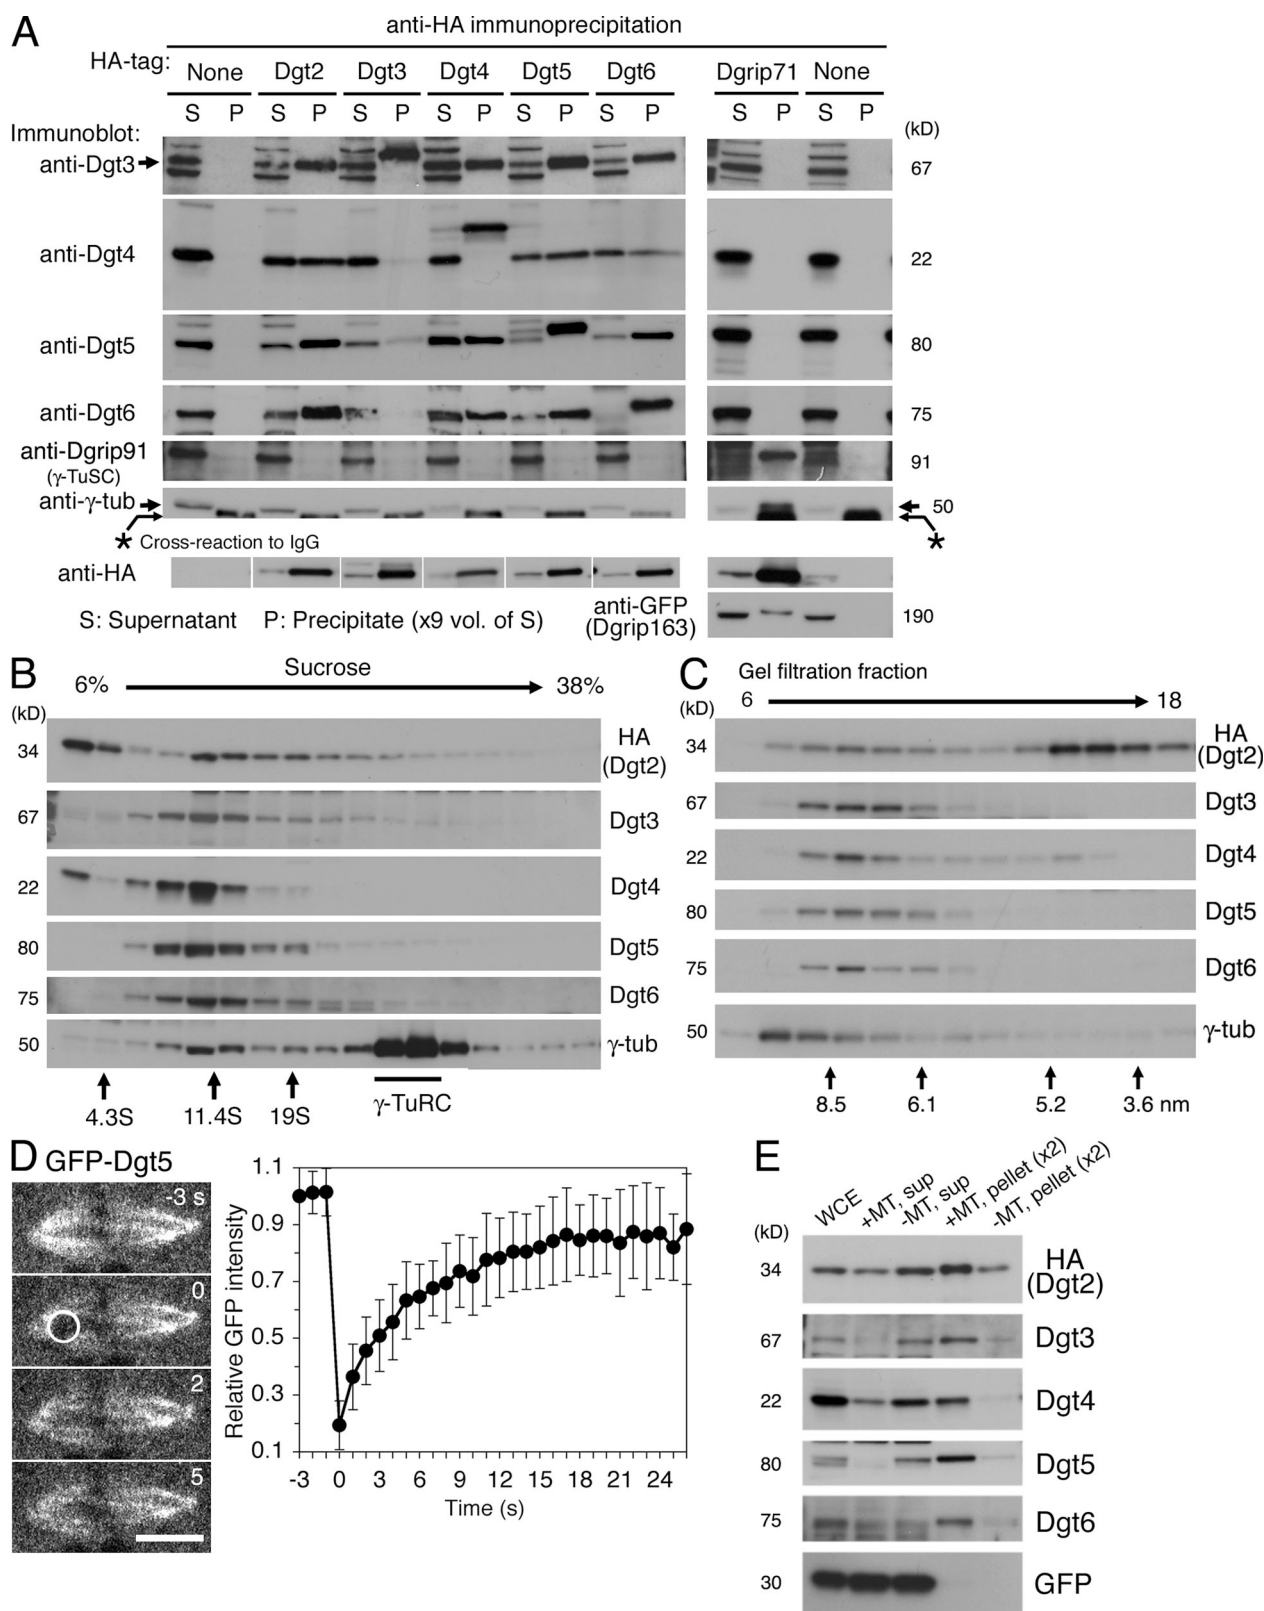 A
anti-HA immunoprecipitation
HA-tag:
None Dgt2 Dgt3 Dgt4 Dgt5 Dgt6 Dgrip71 None
S P S P S P S P S P S P S P S P
Immunoblot:
(kD)
anti-Dgt3
67
anti-Dgt4
22
anti-Dgt5
80
anti-Dgt6
75
anti-Dgrip91
(γ-TuSC)
91
anti-γ-tub
50
* Cross-reaction to IgG
*
anti-HA
S: Supernatant P: Precipitate (x9 vol. of S)
anti-GFP
(Dgrip163)
190
B
Sucrose
6%
38%
(kD)
34
HA
(Dgt2)
67
Dgt3
22
Dgt4
80
Dgt5
75
Dgt6
50
γ-tub
4.3S
11.4S
19S
γ-TuRC
C
Gel filtration fraction
6
18
(kD)
34
HA
(Dgt2)
67
Dgt3
22
Dgt4
80
Dgt5
75
Dgt6
50
γ-tub
8.5
6.1
5.2
3.6 nm
D
GFP-Dgt5
-3 s
0
2
5
Relative GFP intensity
1.1
0.9
0.7
0.5
0.3
0.1
-3 0 3 6 9 12 15 18 21 24
Time (s)
E
WCE
+MT, sup
-MT, sup
+MT, pellet (x2)
-MT, pellet (x2)
(kD)
34
HA
(Dgt2)
67
Dgt3
22
Dgt4
80
Dgt5
75
Dgt6
30
GFP